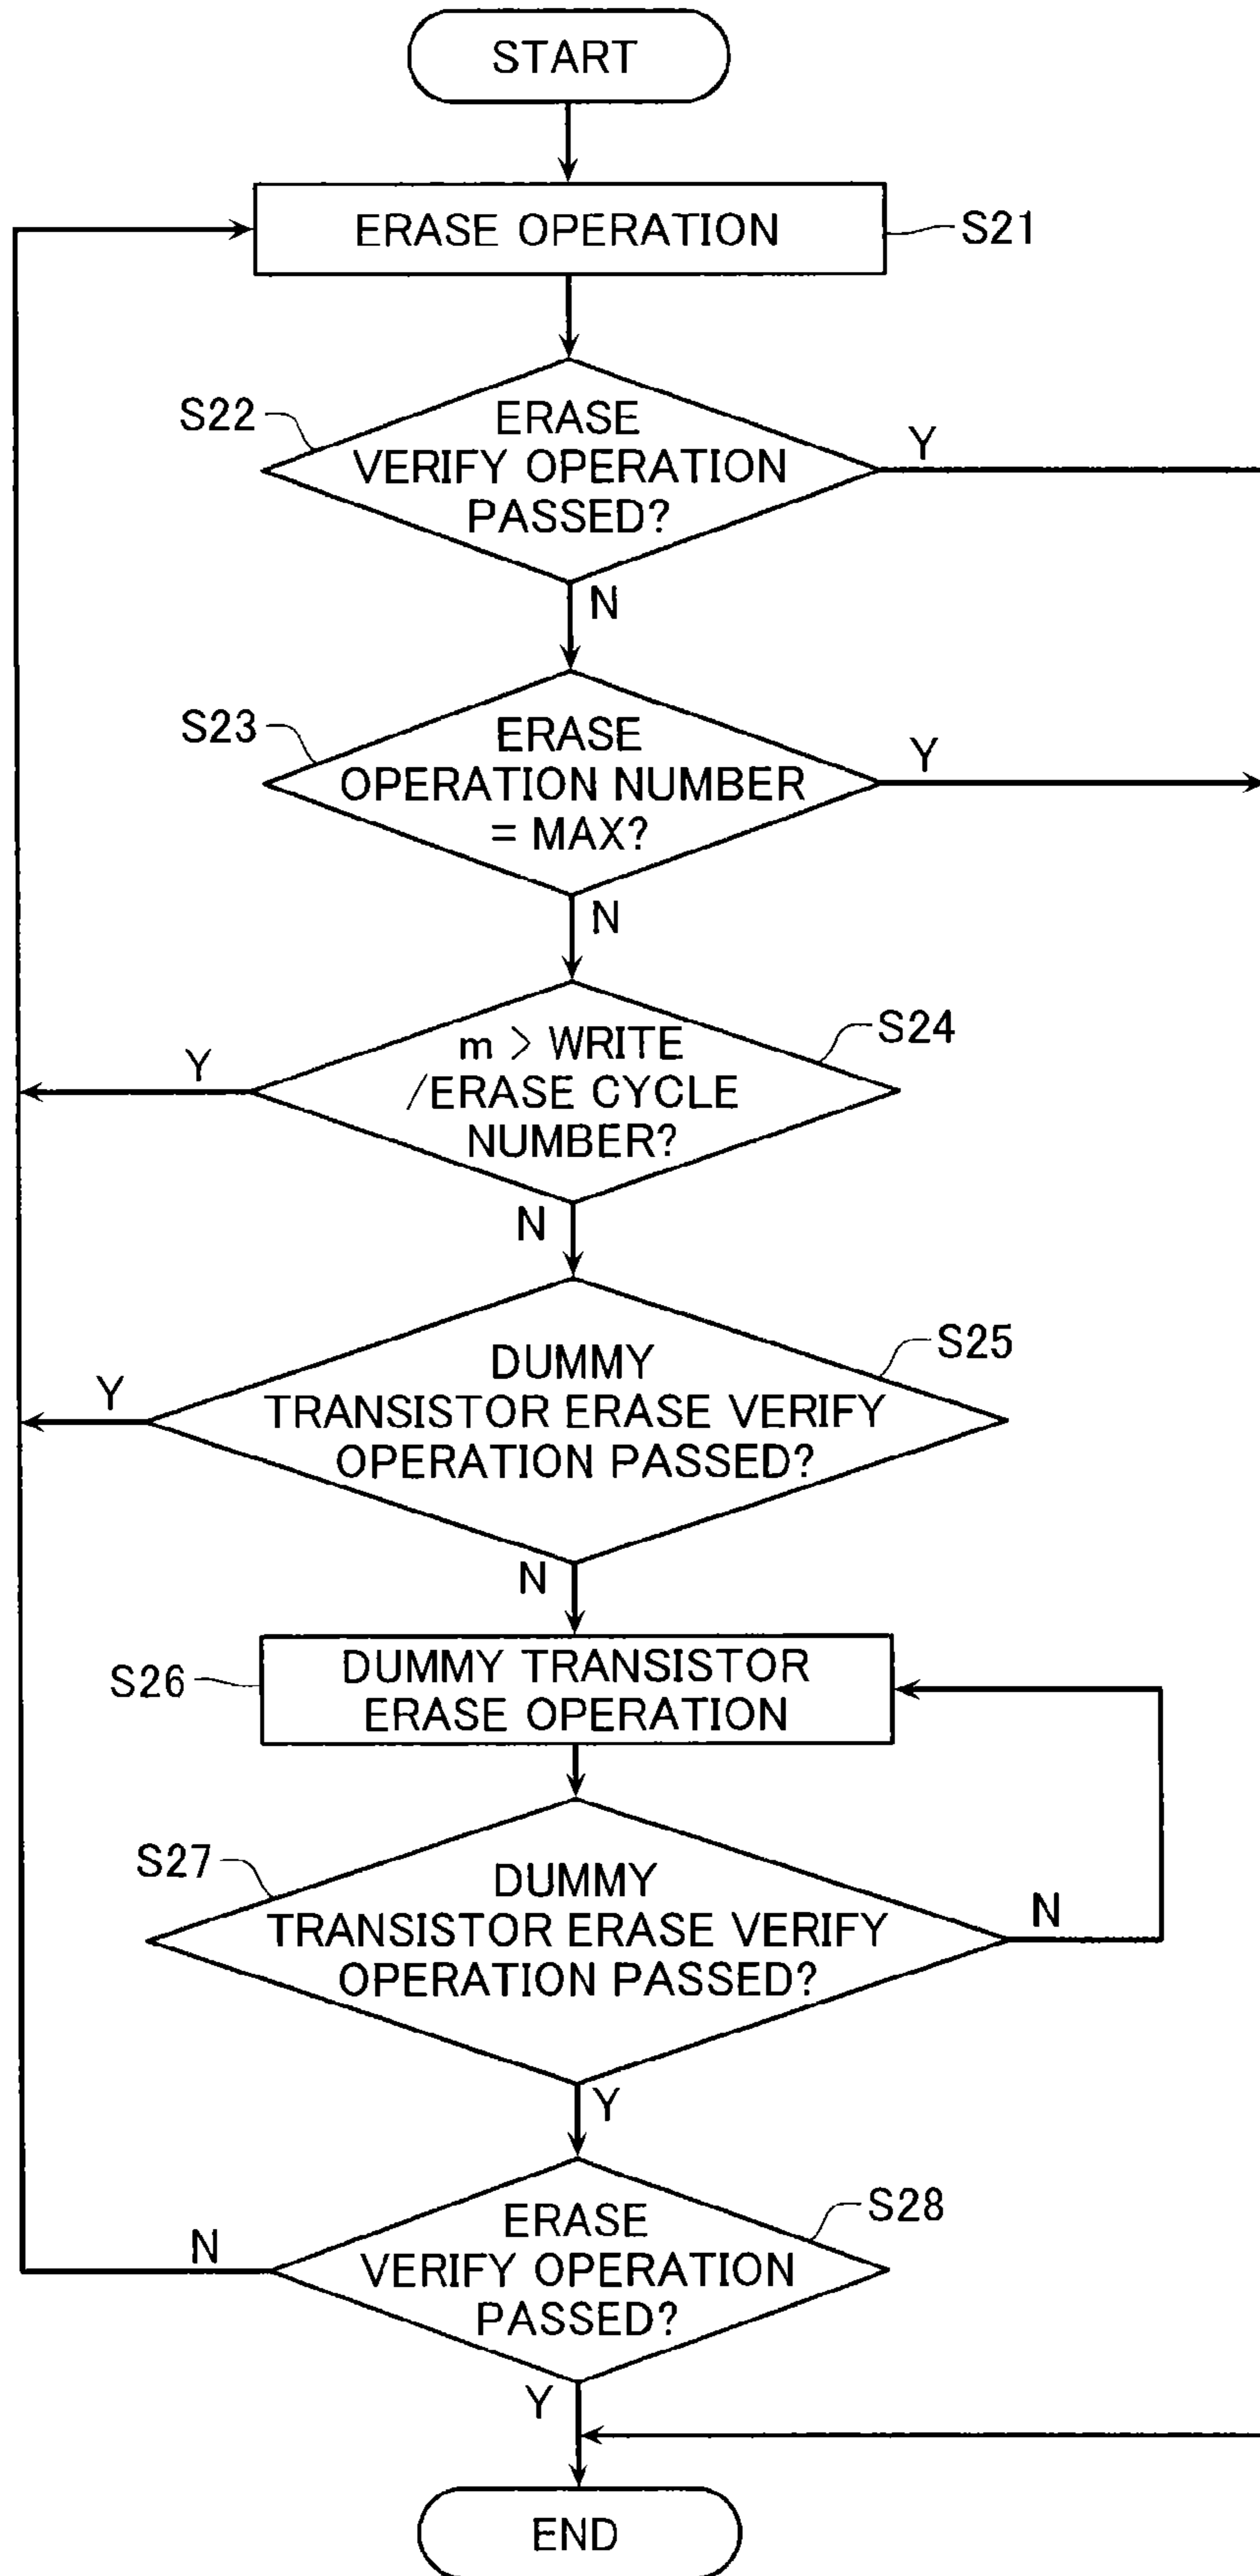 START
ERASE OPERATION
S21
S22
ERASE
VERIFY OPERATION
PASSED?
Y
N
S23
ERASE
OPERATION NUMBER
= MAX?
Y
N
S24
m > WRITE
/ERASE CYCLE
NUMBER?
Y
N
S25
DUMMY
TRANSISTOR ERASE VERIFY
OPERATION PASSED?
Y
N
S26
DUMMY TRANSISTOR
ERASE OPERATION
S27
DUMMY
TRANSISTOR ERASE VERIFY
OPERATION PASSED?
N
Y
S28
ERASE
VERIFY OPERATION
PASSED?
N
Y
END